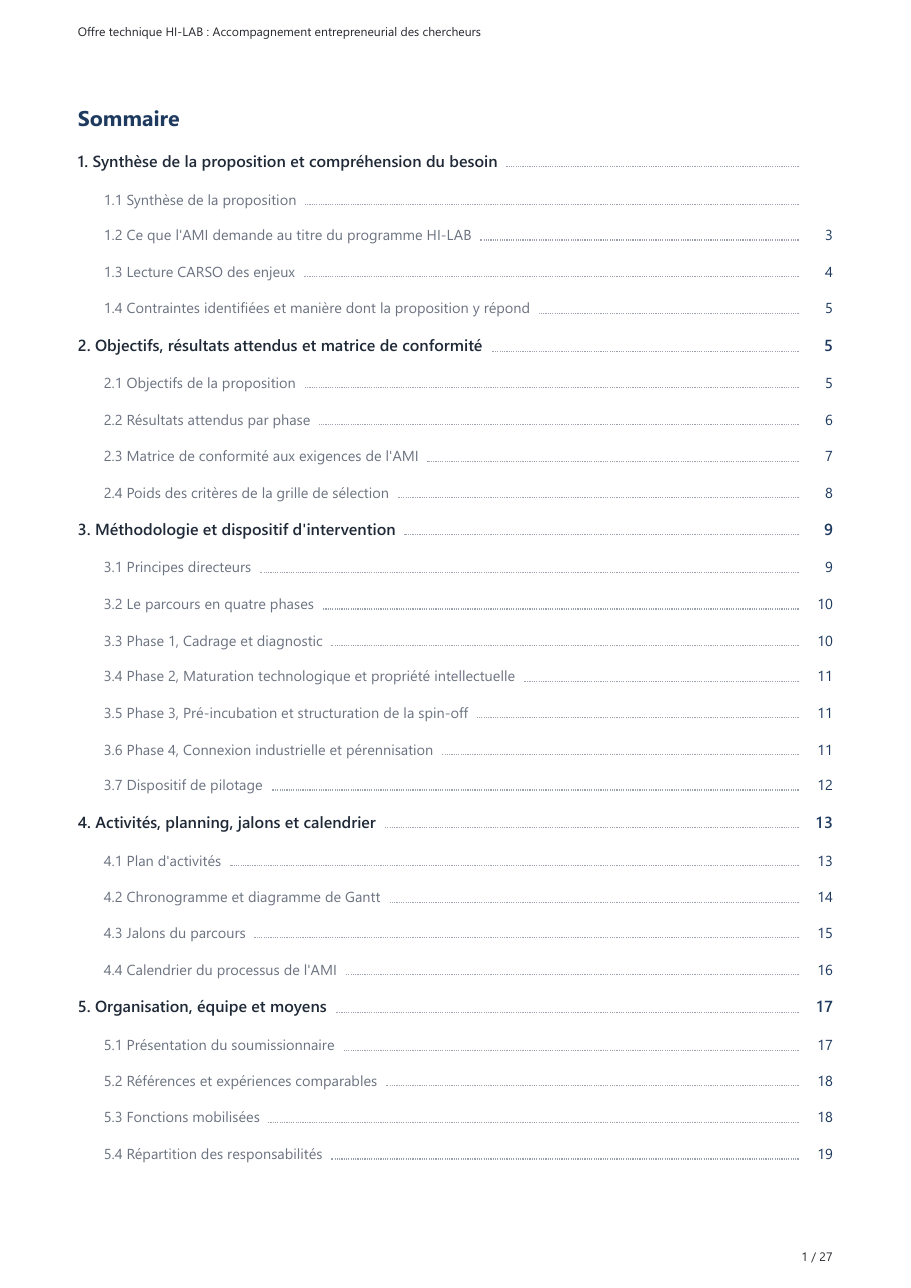 Offre technique HI-LAB : Accompagnement entrepreneurial des chercheurs
Sommaire
1. Synthèse de la proposition et compréhension du besoin
1.1 Synthèse de la proposition
1.2 Ce que l'AMI demande au titre du programme HI-LAB 3
1.3 Lecture CARSO des enjeux 4
1.4 Contraintes identifiées et manière dont la proposition y répond 5
2. Objectifs, résultats attendus et matrice de conformité 5
2.1 Objectifs de la proposition 5
2.2 Résultats attendus par phase 6
2.3 Matrice de conformité aux exigences de l'AMI 7
2.4 Poids des critères de la grille de sélection 8
3. Méthodologie et dispositif d'intervention 9
3.1 Principes directeurs 9
3.2 Le parcours en quatre phases 10
3.3 Phase 1, Cadrage et diagnostic 10
3.4 Phase 2, Maturation technologique et propriété intellectuelle 11
3.5 Phase 3, Pré-incubation et structuration de la spin-off 11
3.6 Phase 4, Connexion industrielle et pérennisation 11
3.7 Dispositif de pilotage 12
4. Activités, planning, jalons et calendrier 13
4.1 Plan d'activités 13
4.2 Chronogramme et diagramme de Gantt 14
4.3 Jalons du parcours 15
4.4 Calendrier du processus de l'AMI 16
5. Organisation, équipe et moyens 17
5.1 Présentation du soumissionnaire 17
5.2 Références et expériences comparables 18
5.3 Fonctions mobilisées 18
5.4 Répartition des responsabilités 19
1 / 27